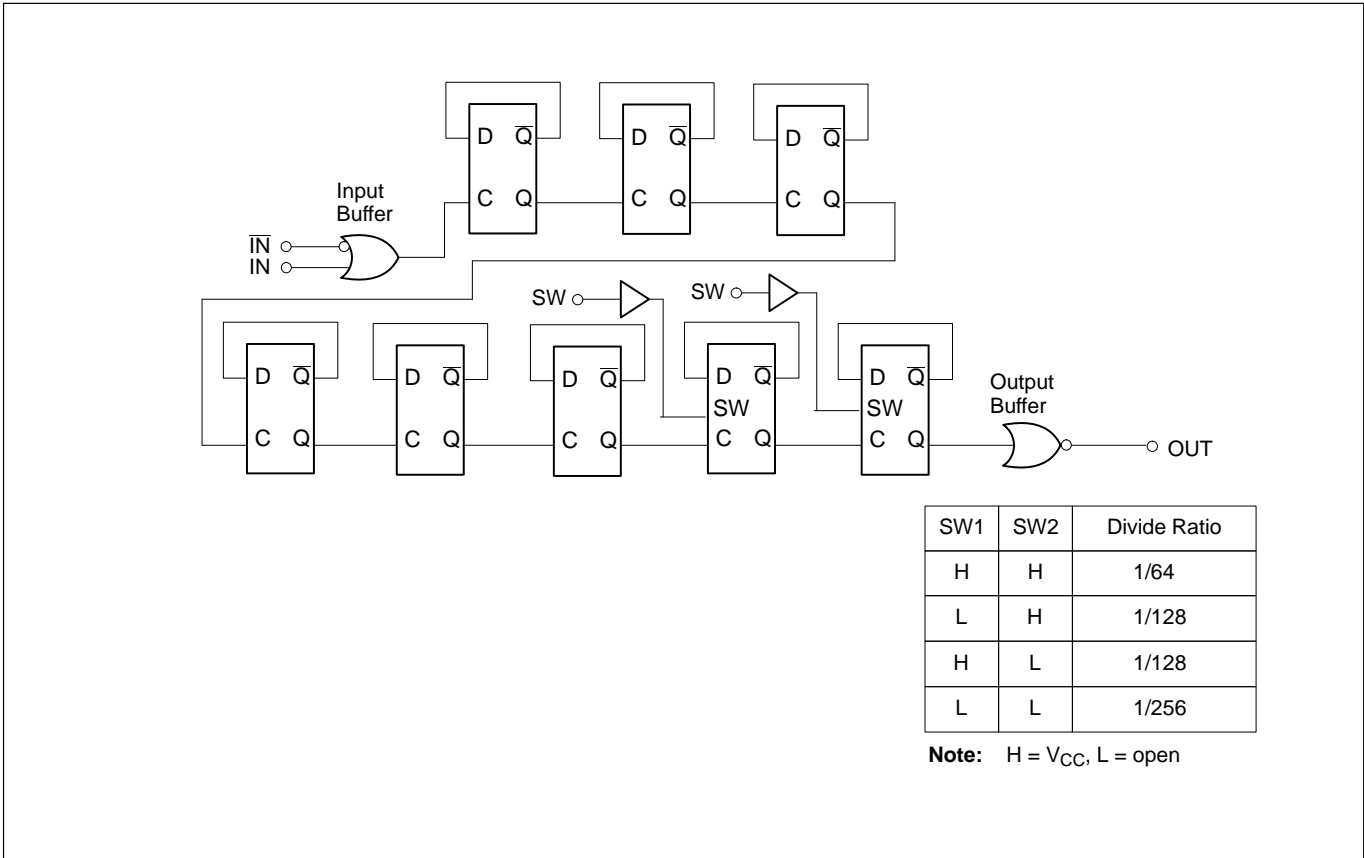 D Q̅ D Q̅ D Q̅
C Q C Q C Q
Input
Buffer
I̅N̅
IN
SW SW
D Q̅ D Q̅ D Q̅ D Q̅ D Q̅
SW SW
C Q C Q C Q C Q C Q
Output
Buffer
OUT
SW1 SW2 Divide Ratio
H H 1/64
L H 1/128
H L 1/128
L L 1/256
Note: H = VCC, L = open